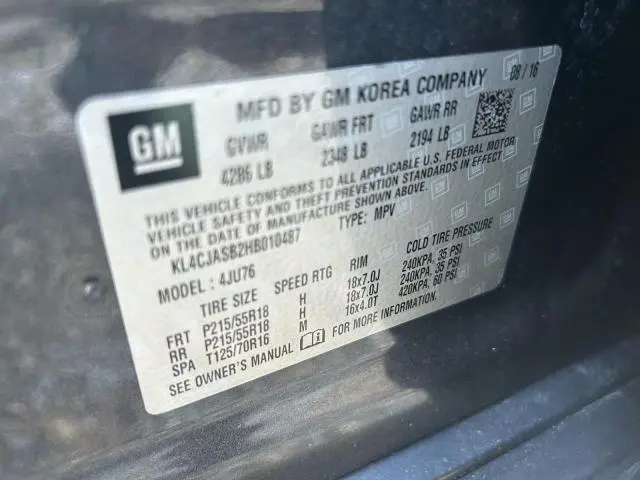 GM
MFD BY GM KOREA COMPANY 08/16
GVWR GAWR FRT GAWR RR
4286 LB 2348 LB 2194 LB
THIS VEHICLE CONFORMS TO ALL APPLICABLE U.S. FEDERAL MOTOR
VEHICLE SAFETY AND THEFT PREVENTION STANDARDS IN EFFECT
ON THE DATE OF MANUFACTURE SHOWN ABOVE.
KL4CJASB2HB010487 TYPE: MPV
MODEL : 4JU76
TIRE SIZE SPEED RTG RIM COLD TIRE PRESSURE
FRT P215/55R18 H 18x7.0J 240KPA, 35 PSI
RR P215/55R18 H 18x7.0J 240KPA, 35 PSI
SPA T125/70R16 M 16x4.0T 420KPA, 60 PSI
SEE OWNER'S MANUAL FOR MORE INFORMATION.